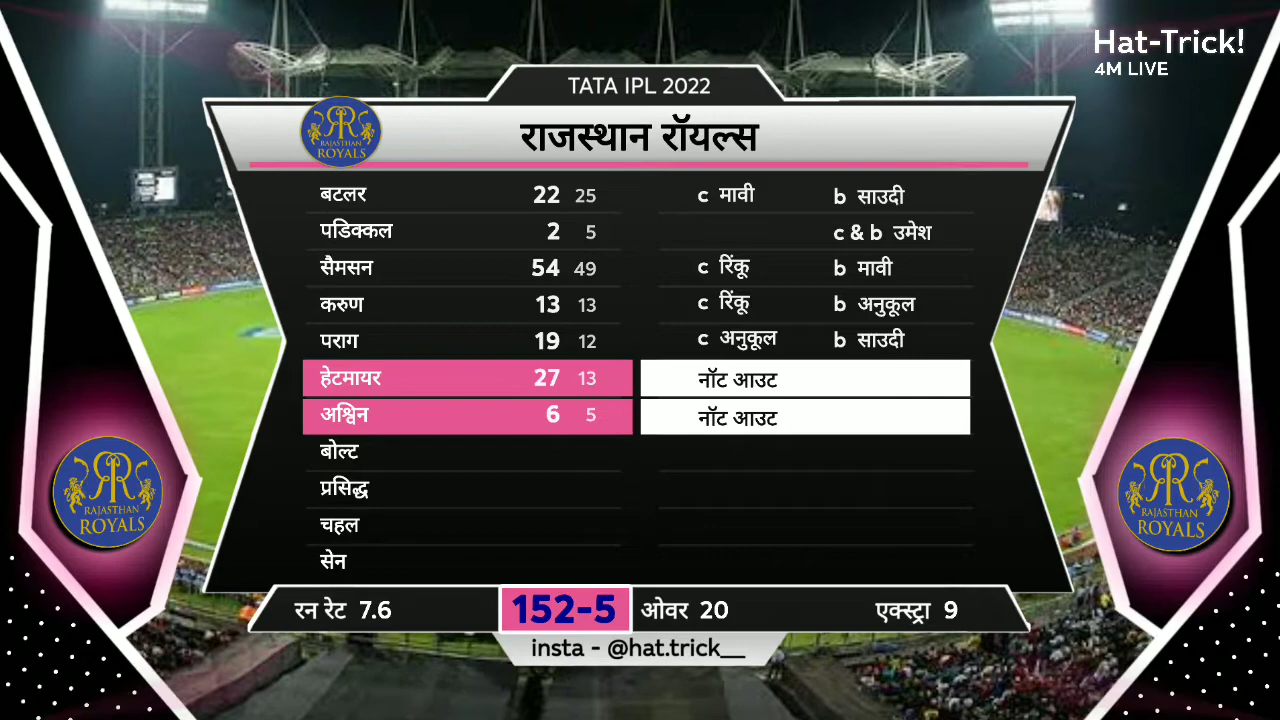 Hat-Trick!
4M LIVE
TATA IPL 2022
RAJASTHAN
ROYALS
राजस्थान रॉयल्स
बटलर 22 25 c मावी b साउदी
पडिक्कल 2 5 c & b उमेश
सैमसन 54 49 c रिंकू b मावी
करुण 13 13 c रिंकू b अनुकूल
पराग 19 12 c अनुकूल b साउदी
हेटमायर 27 13 नॉट आउट
अश्विन 6 5 नॉट आउट
बोल्ट
प्रसिद्ध
चहल
सेन
RAJASTHAN
ROYALS
RAJASTHAN
ROYALS
रन रेट 7.6 152-5 ओवर 20 एक्स्ट्रा 9
insta - @hat.trick__